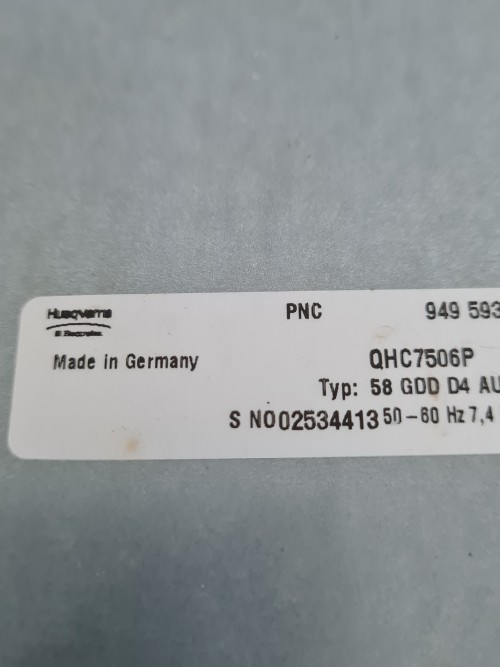 Husqvarna PNC 949 593
Electrolux
Made in Germany QHC7506P
Typ: 58 GDD D4 AU
S NO02534413 50-60 Hz 7,4